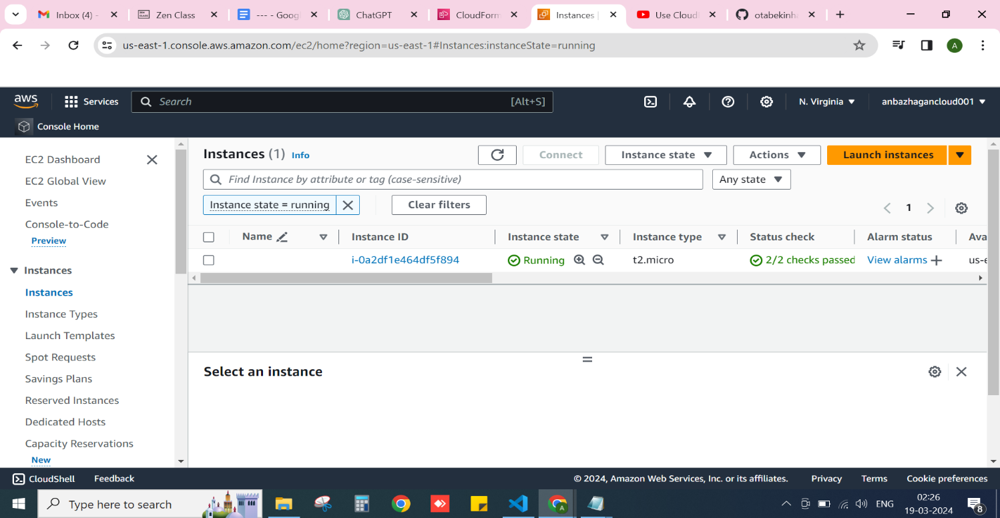 Inbox (4) -
Zen Class
--- - Goog
ChatGPT
CloudForm
Instances |
Use Cloud
otabekinha
us-east-1.console.aws.amazon.com/ec2/home?region=us-east-1#Instances:instanceState=running
A
aws
Services
Search
[Alt+S]
N. Virginia
anbazhagancloud001
Console Home
EC2 Dashboard
EC2 Global View
Events
Console-to-Code
Preview
Instances
Instances
Instance Types
Launch Templates
Spot Requests
Savings Plans
Reserved Instances
Dedicated Hosts
Capacity Reservations
New
Instances (1) Info
Connect
Instance state
Actions
Launch instances
Find Instance by attribute or tag (case-sensitive)
Any state
Instance state = running
Clear filters
1
Name
Instance ID
Instance state
Instance type
Status check
Alarm status
Ava
i-0a2df1e464df5f894
Running
t2.micro
2/2 checks passed
View alarms
us-e
Select an instance
CloudShell
Feedback
© 2024, Amazon Web Services, Inc. or its affiliates.
Privacy
Terms
Cookie preferences
Type here to search
ENG
02:26
19-03-2024
8